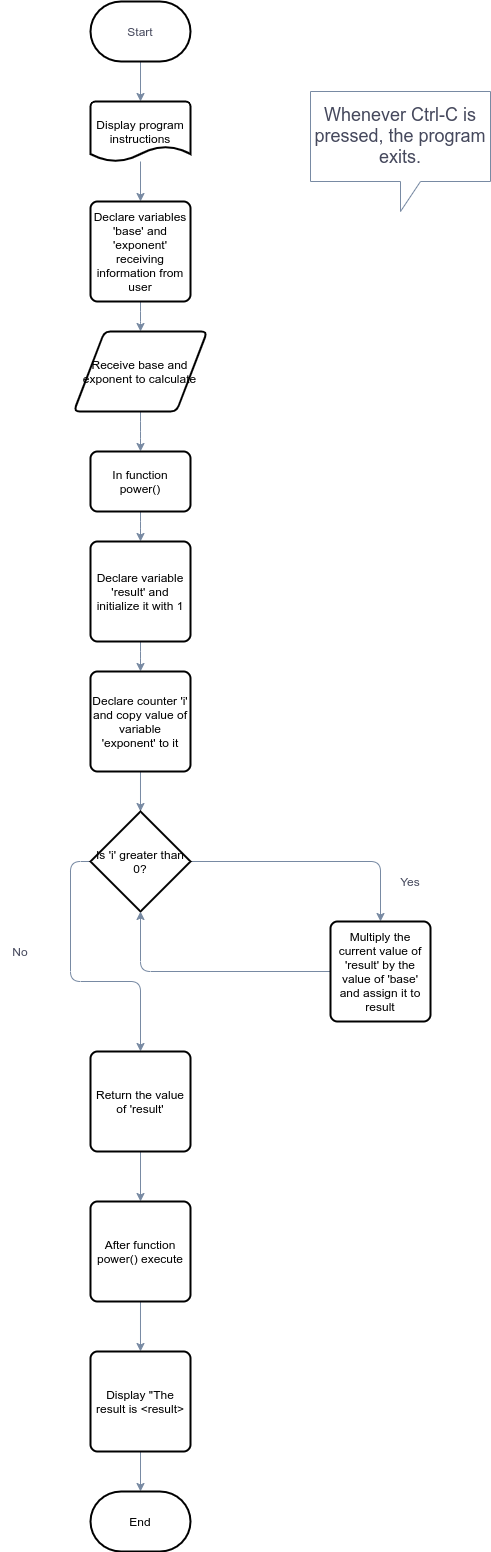 Start
Display program
instructions
Whenever Ctrl-C is
pressed, the program
exits.
Declare variables
'base' and
'exponent'
receiving
information from
user
Receive base and
exponent to calculate
In function
power()
Declare variable
'result' and
initialize it with 1
Declare counter 'i'
and copy value of
variable
'exponent' to it
Is 'i' greater than
0?
Yes
No
Multiply the
current value of
'result' by the
value of 'base'
and assign it to
result
Return the value
of 'result'
After function
power() execute
Display "The
result is <result>
End